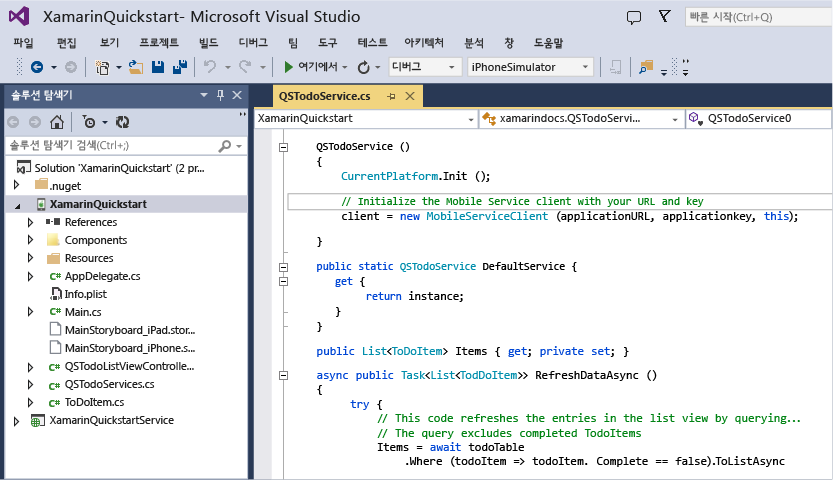 XamarinQuickstart- Microsoft Visual Studio
빠른 시작(Ctrl+Q)
파일 편집 보기 프로젝트 빌드 디버그 팀 도구 테스트 아키텍처 분석 창 도움말
여기에서 디버그 iPhoneSimulator
솔루션 탐색기
QSTodoService.cs
XamarinQuickstart xamarindocs.QSTodoServi... QSTodoService0
솔루션 탐색기 검색(Ctrl+;)
Solution 'XamarinQuickstart' (2 pr...
.nuget
XamarinQuickstart
References
Components
Resources
AppDelegate.cs
Info.plist
Main.cs
MainStoryboard_iPad.stor...
MainStoryboard_iPhone.s...
QSTodoListViewControlle...
QSTodoServices.cs
ToDoItem.cs
XamarinQuickstartService
QSTodoService ()
{
CurrentPlatform.Init ();
// Initialize the Mobile Service client with your URL and key
client = new MobileServiceClient (applicationURL, applicationkey, this);
}
public static QSTodoService DefaultService {
get {
return instance;
}
}
public List<ToDoItem> Items { get; private set; }
async public Task<List<TodDoItem>> RefreshDataAsync ()
{
try {
// This code refreshes the entries in the list view by querying...
// The query excludes completed TodoItems
Items = await todoTable
.Where (todoItem => todoItem. Complete == false).ToListAsync